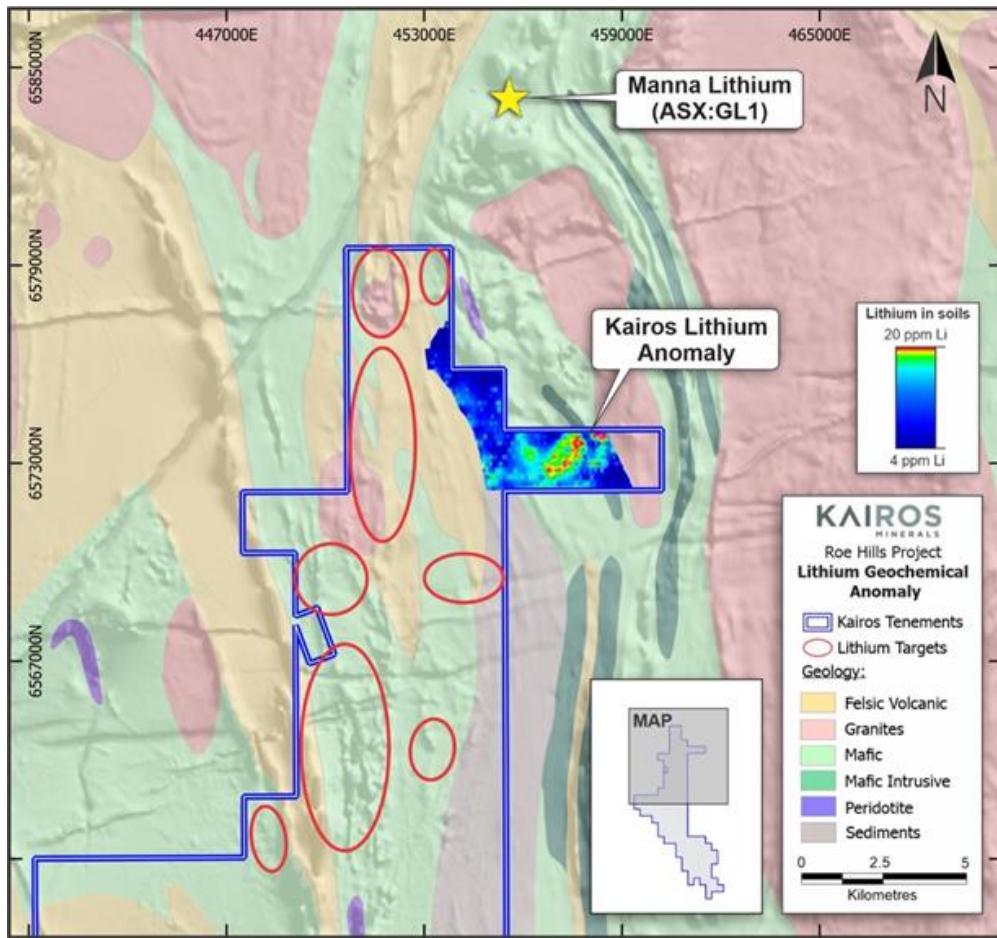 447000E
453000E
459000E
465000E
6585000N
6579000N
6573000N
6567000N
Manna Lithium
(ASX:GL1)
N
Kairos Lithium
Anomaly
Lithium in soils
20 ppm Li
4 ppm Li
KAIROS
MINERALS
Roe Hills Project
Lithium Geochemical
Anomaly
Kairos Tenements
Lithium Targets
Geology:
Felsic Volcanic
Granites
Mafic
Mafic Intrusive
Peridotite
Sediments
0 2.5 5
Kilometres
MAP